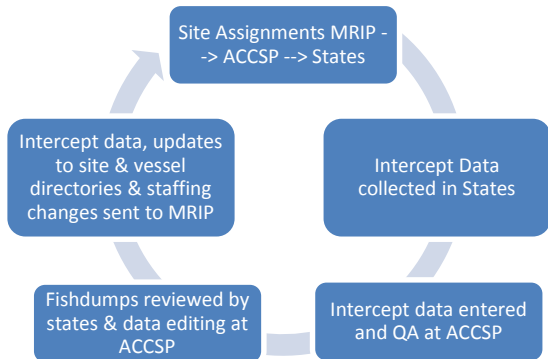 Site Assignments MRIP -
-> ACCSP --> States
Intercept Data
collected in States
Intercept data entered
and QA at ACCSP
Fishdumps reviewed by
states & data editing at
ACCSP
Intercept data, updates
to site & vessel
directories & staffing
changes sent to MRIP